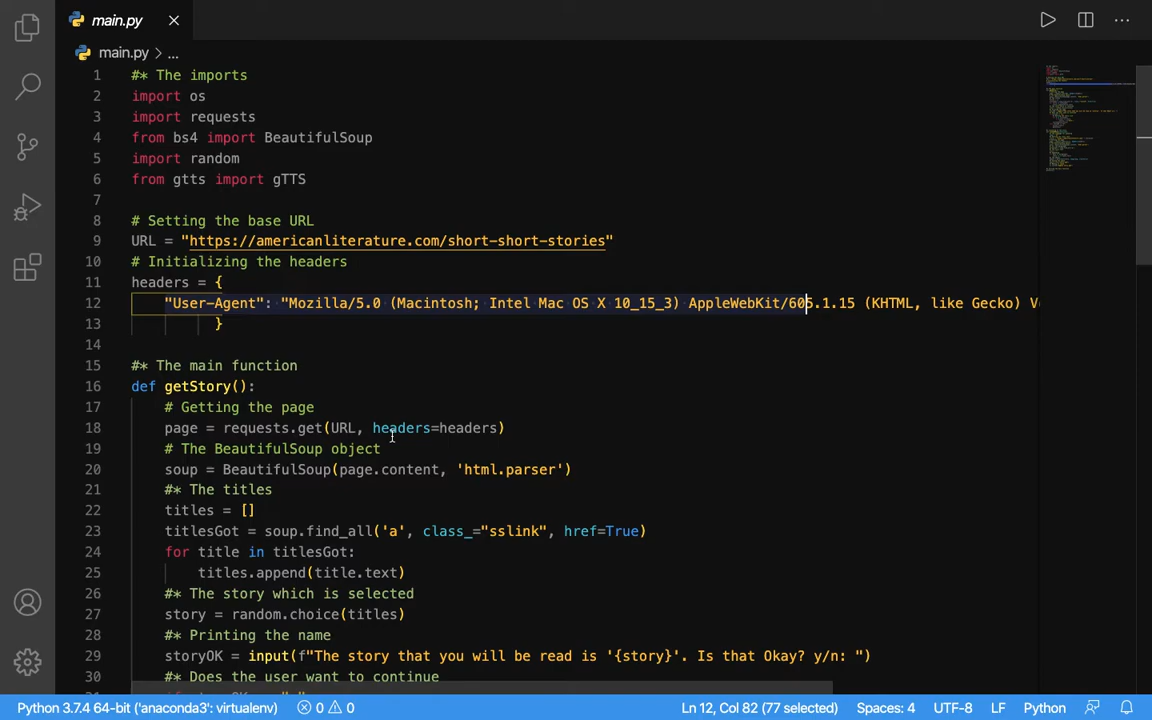 main.py
main.py > ...
1 #* The imports
2 import os
3 import requests
4 from bs4 import BeautifulSoup
5 import random
6 from gtts import gTTS
7
8 # Setting the base URL
9 URL = "https://americanliterature.com/short-short-stories"
10 # Initializing the headers
11 headers = {
12 "User-Agent": "Mozilla/5.0 (Macintosh; Intel Mac OS X 10_15_3) AppleWebKit/605.1.15 (KHTML, like Gecko) V
13 }
14
15 #* The main function
16 def getStory():
17 # Getting the page
18 page = requests.get(URL, headers=headers)
19 # The BeautifulSoup object
20 soup = BeautifulSoup(page.content, 'html.parser')
21 #* The titles
22 titles = []
23 titlesGot = soup.find_all('a', class_="sslink", href=True)
24 for title in titlesGot:
25 titles.append(title.text)
26 #* The story which is selected
27 story = random.choice(titles)
28 #* Printing the name
29 storyOK = input(f"The story that you will be read is '{story}'. Is that Okay? y/n: ")
30 #* Does the user want to continue
Python 3.7.4 64-bit ('anaconda3': virtualenv) 0 0 Ln 12, Col 82 (77 selected) Spaces: 4 UTF-8 LF Python